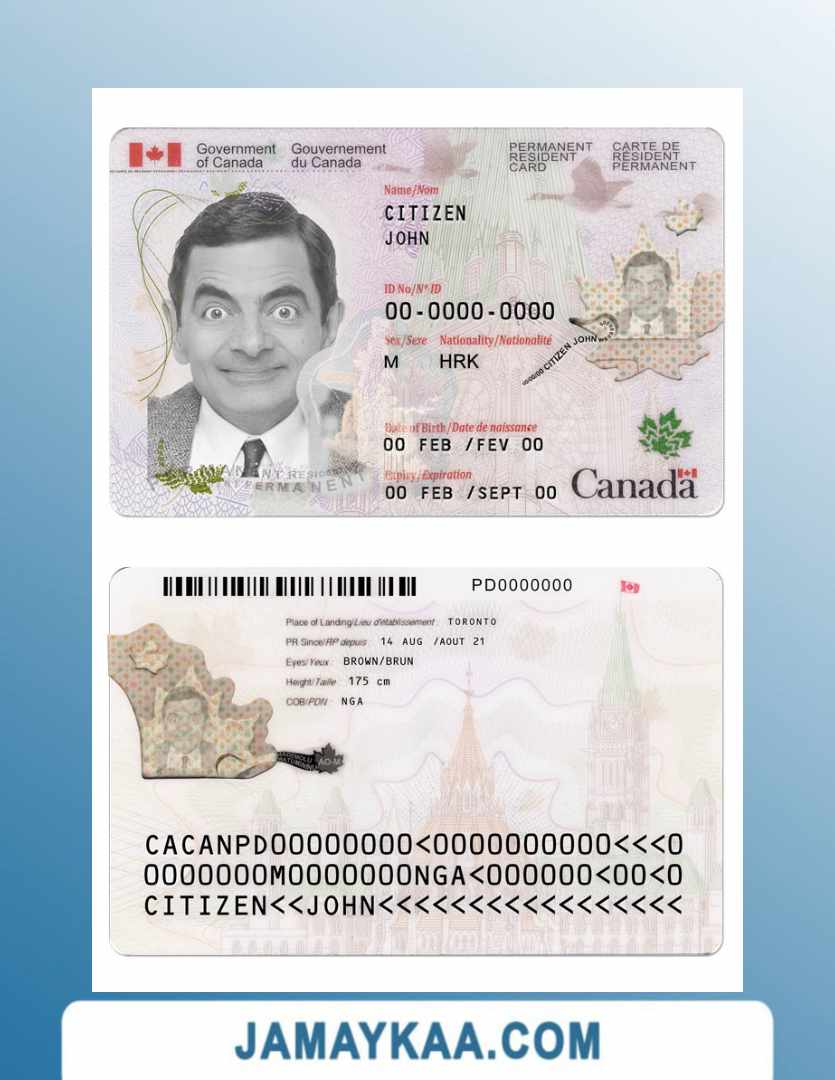 Government Gouvernement
of Canada du Canada
PERMANENT CARTE DE
RESIDENT RÉSIDENT
CARD PERMANENT
Name/Nom
CITIZEN
JOHN
ID No/Nº ID
00-0000-0000
Sex/Sexe Nationality/Nationalité
M HRK
CITIZEN JOHN
Date of Birth/Date de naissance
00 FEB /FEV 00
Expiry/Expiration
00 FEB /SEPT 00
Canada
PERMANENT RESIDENT
PERMANENT
PD0000000
Place of Landing/Lieu d'établissement : TORONTO
PR Since/RP depuis : 14 AUG /AOUT 21
Eyes/Yeux : BROWN/BRUN
Height/Taille : 175 cm
COB/PDN : NGA
AO-M
CACANPD00000000<0000000000<<<0
0000000M0000000NGA<000000<00<0
CITIZEN<<JOHN<<<<<<<<<<<<<<<<<
JAMAYKAA.COM